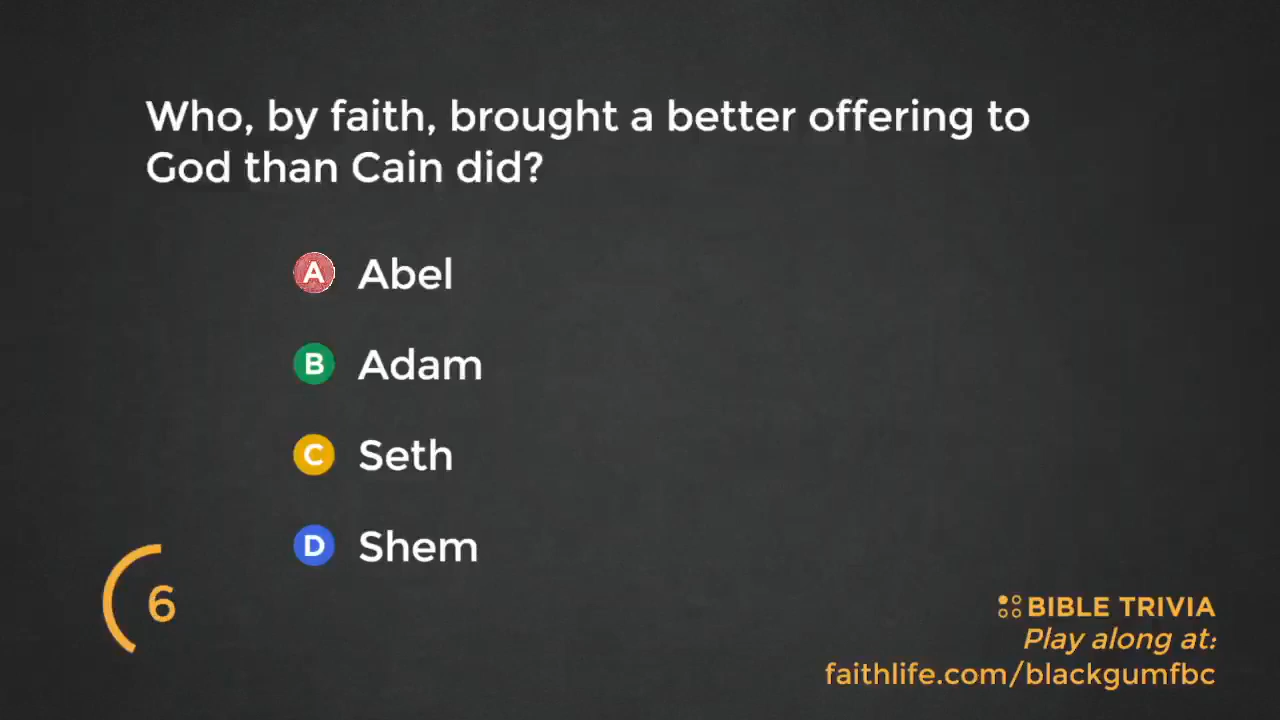 Who, by faith, brought a better offering to
God than Cain did?
A Abel
B Adam
C Seth
D Shem
6
BIBLE TRIVIA
Play along at:
faithlife.com/blackgumfbc